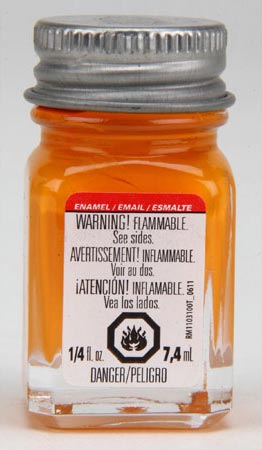 ENAMEL / EMAIL / ESMALTE
WARNING! FLAMMABLE.
See sides.
AVERTISSEMENT! INFLAMMABLE.
Voir au dos.
¡ATENCIÓN! INFLAMABLE.
Vea los lados.
1/4 fl. oz. 7,4 ml.
DANGER/PELIGRO
RM1103100T_0611